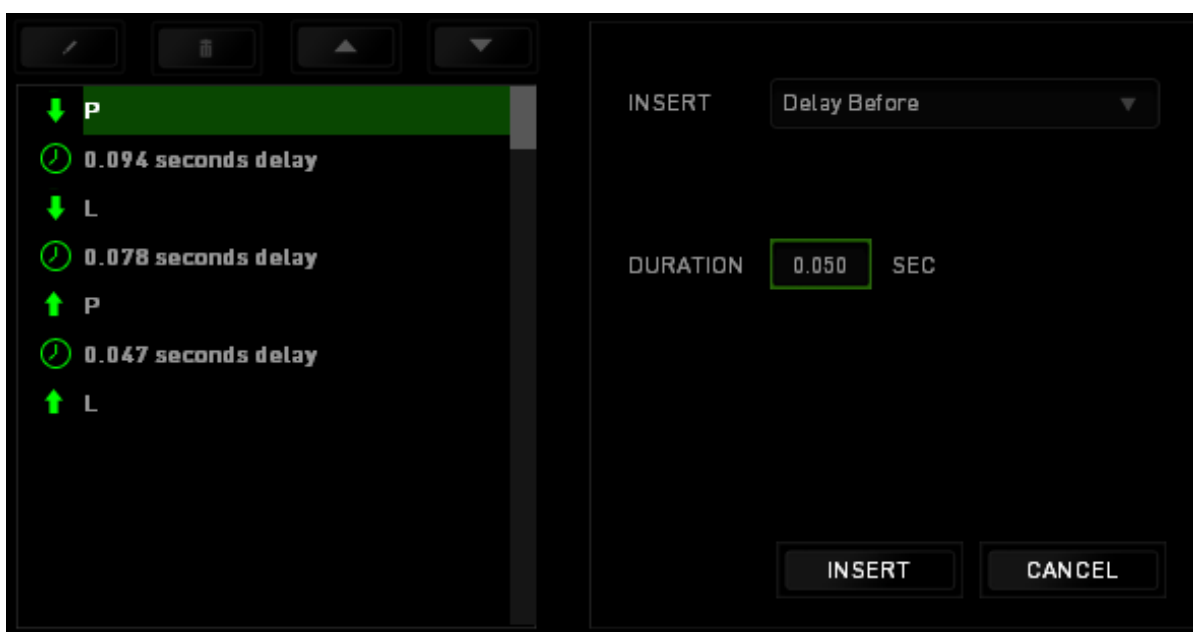 P
0.094 seconds delay
L
0.078 seconds delay
P
0.047 seconds delay
L
INSERT Delay Before
DURATION 0.050 SEC
INSERT CANCEL